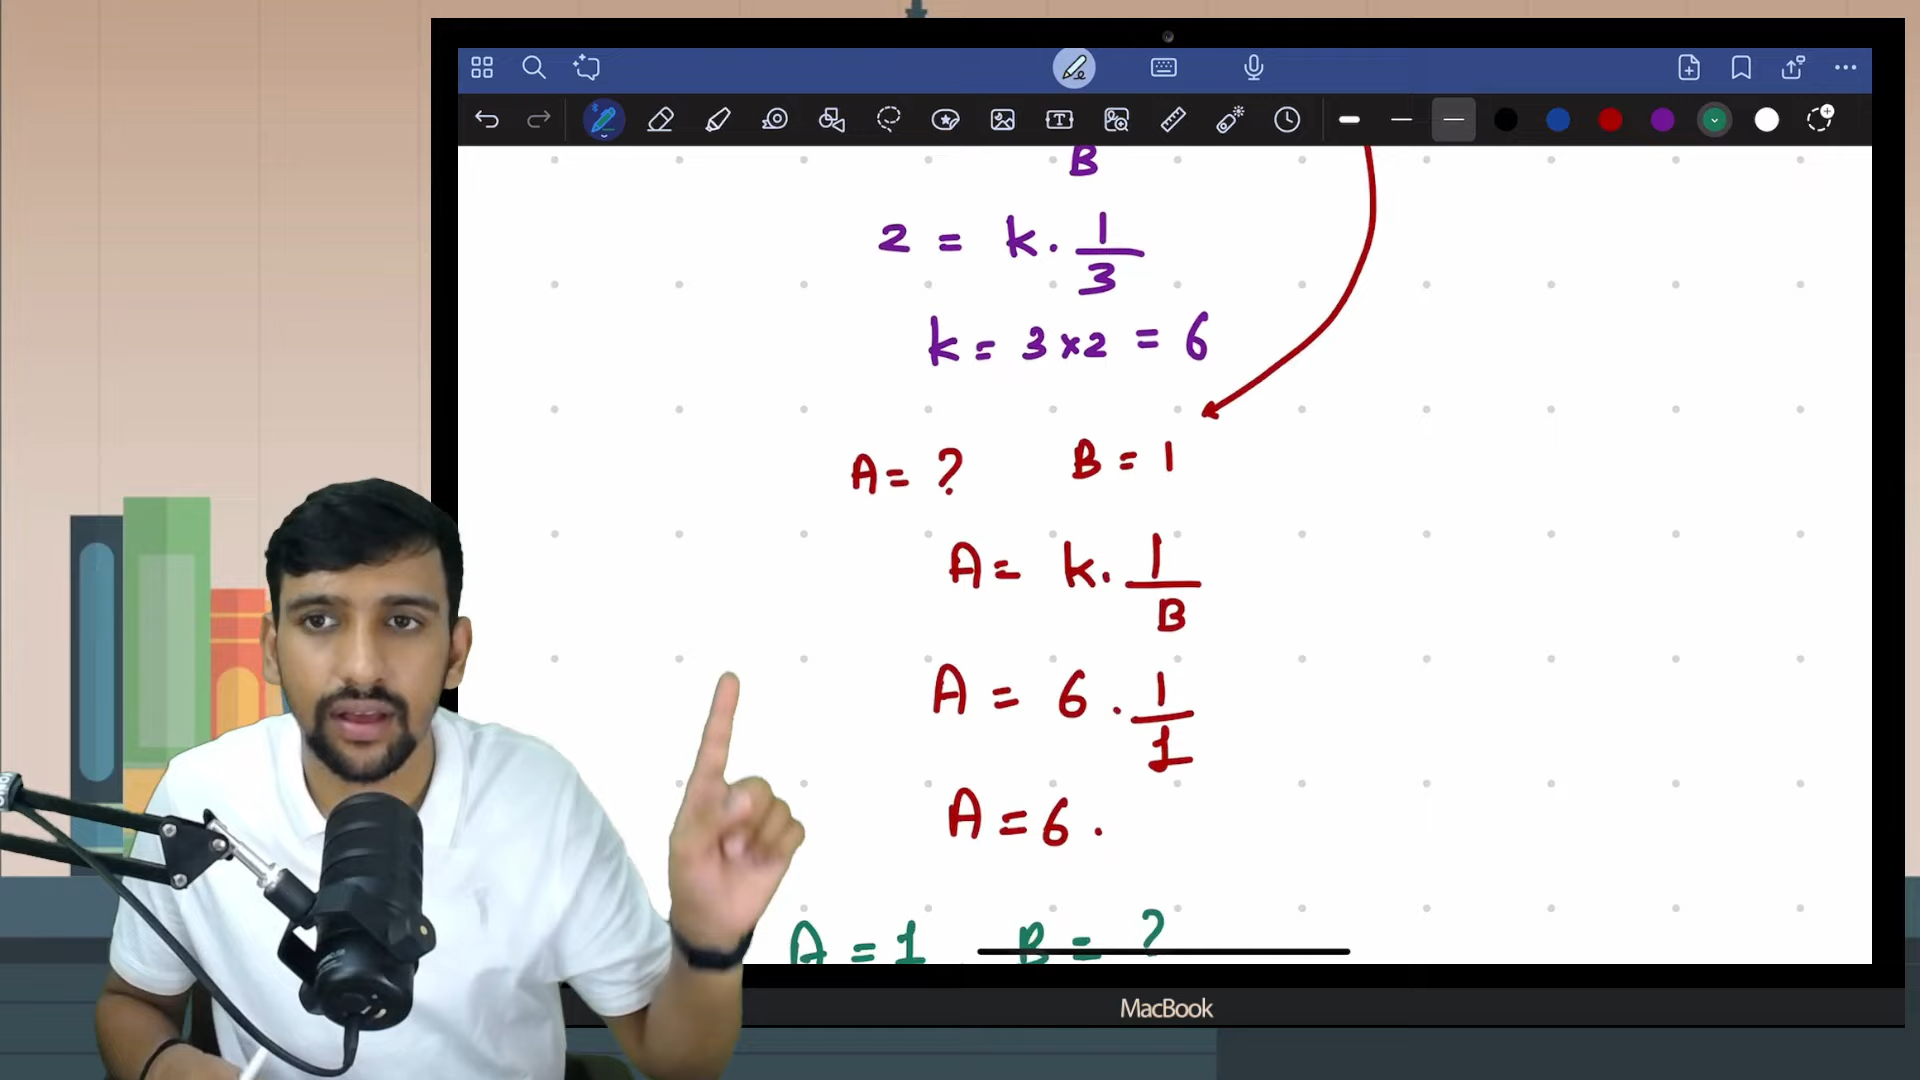 B
2 = k . 1/3
k = 3 × 2 = 6
A = ? B = 1
A = k . 1/B
A = 6 . 1/1
A = 6 .
A = 1 B = ?
MacBook